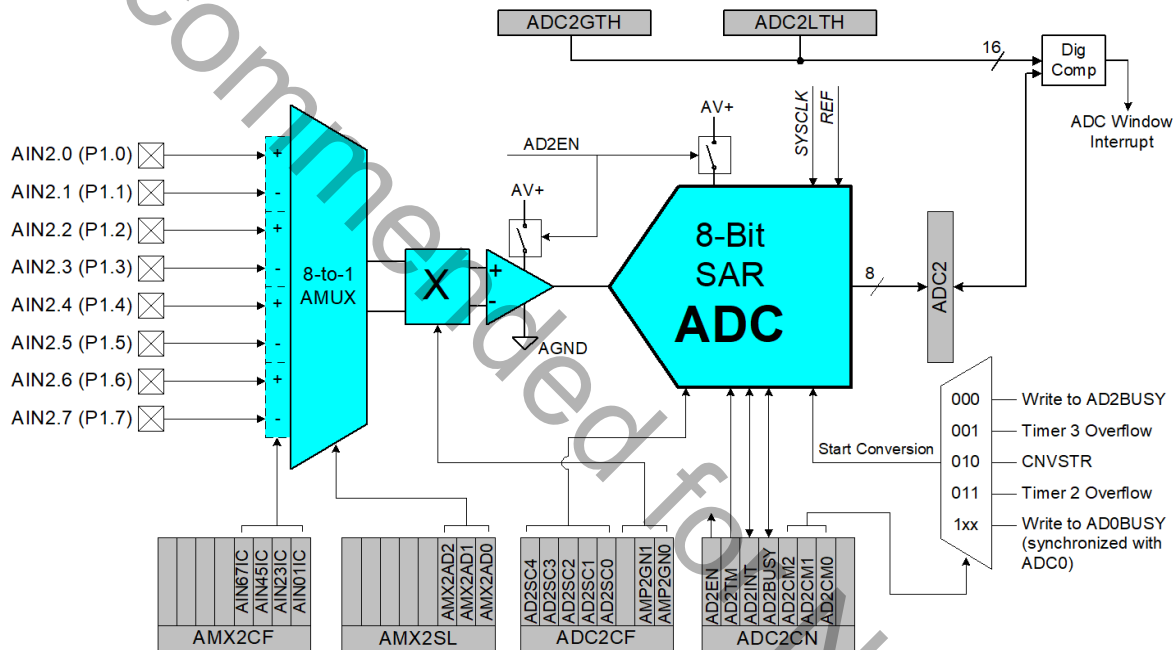 ADC2GTH
ADC2LTH
16
Dig
Comp
ADC Window
Interrupt
AV+
SYSCLK
REF
AD2EN
AV+
AIN2.0 (P1.0)
AIN2.1 (P1.1)
AIN2.2 (P1.2)
AIN2.3 (P1.3)
AIN2.4 (P1.4)
AIN2.5 (P1.5)
AIN2.6 (P1.6)
AIN2.7 (P1.7)
+
-
+
-
+
-
+
-
8-to-1
AMUX
X
+
-
AGND
8-Bit
SAR
ADC
8
ADC2
Start Conversion
000
001
010
011
1xx
Write to AD2BUSY
Timer 3 Overflow
CNVSTR
Timer 2 Overflow
Write to AD0BUSY
(synchronized with
ADC0)
AIN67IC
AIN45IC
AIN23IC
AIN01IC
AMX2CF
AMX2AD2
AMX2AD1
AMX2AD0
AMX2SL
AD2SC4
AD2SC3
AD2SC2
AD2SC1
AD2SC0
AMP2GN1
AMP2GN0
ADC2CF
AD2EN
AD2TM
AD2INT
AD2BUSY
AD2CM2
AD2CM1
AD2CM0
ADC2CN
commended for N